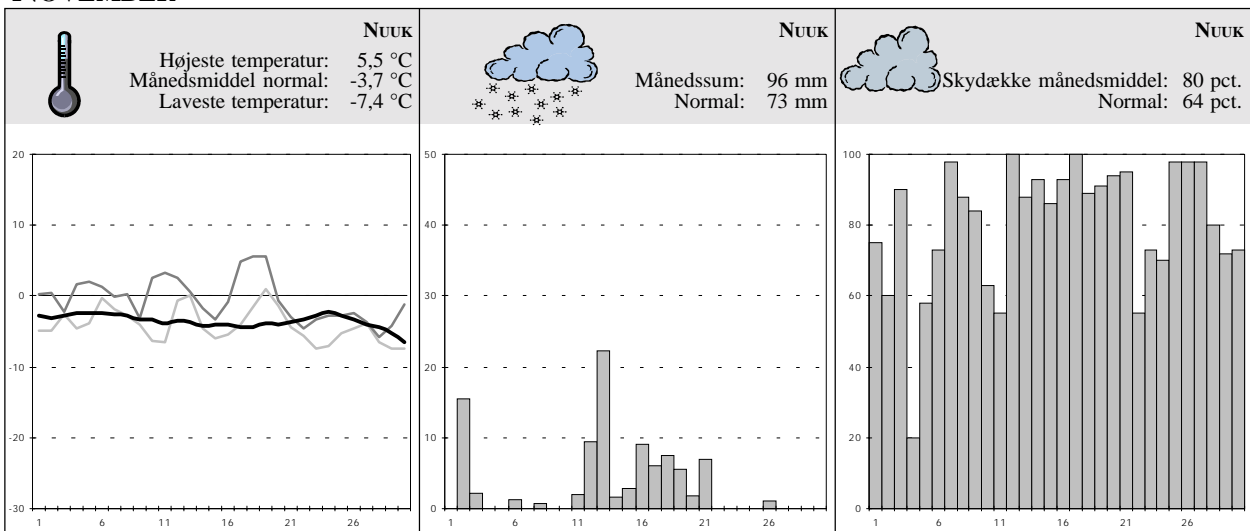 NOVEMBER
NUUK
Højeste temperatur: 5,5 °C
Månedsmiddel normal: -3,7 °C
Laveste temperatur: -7,4 °C
20
10
0
-10
-20
-30
1 6 11 16 21 26
NUUK
Månedssum: 96 mm
Normal: 73 mm
50
40
30
20
10
0
1 6 11 16 21 26
NUUK
Skydække månedsmiddel: 80 pct.
Normal: 64 pct.
100
80
60
40
20
0
1 6 11 16 21 26